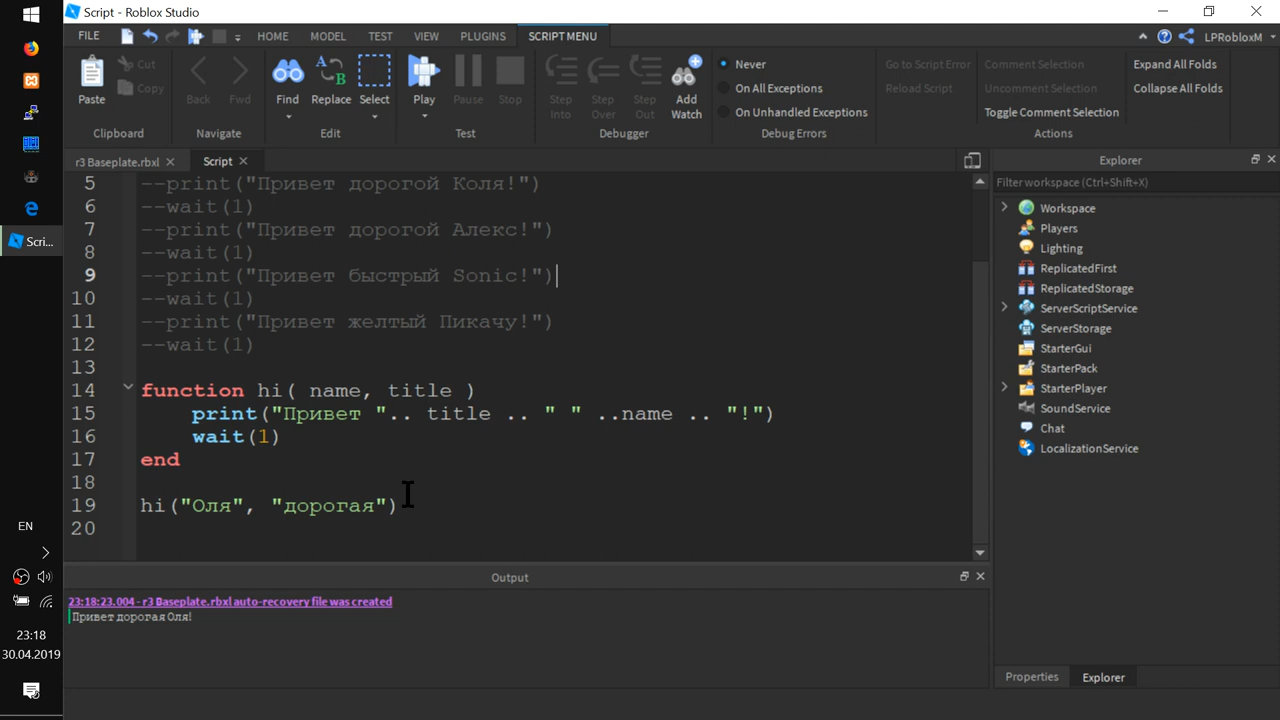 Script - Roblox Studio
FILE HOME MODEL TEST VIEW PLUGINS SCRIPT MENU LPRobloxM
Paste Cut Copy
Clipboard
Back Fwd
Navigate
Find Replace Select
Edit
Play Pause Stop
Test
Step Into Step Over Step Out Add Watch
Debugger
Never
On All Exceptions
On Unhandled Exceptions
Debug Errors
Go to Script Error
Reload Script
Comment Selection
Uncomment Selection
Toggle Comment Selection
Expand All Folds
Collapse All Folds
Actions
r3 Baseplate.rbxl Script
5 --print("Привет дорогой Коля!")
6 --wait(1)
7 --print("Привет дорогой Алекс!")
8 --wait(1)
9 --print("Привет быстрый Sonic!")
10 --wait(1)
11 --print("Привет желтый Пикачу!")
12 --wait(1)
13
14 function hi( name, title )
15 print("Привет ".. title .. " " ..name .. "!")
16 wait(1)
17 end
18
19 hi("Оля", "дорогая")
20
Output
23:18:23.004 - r3 Baseplate.rbxl auto-recovery file was created
Привет дорогая Оля!
Explorer
Filter workspace (Ctrl+Shift+X)
Workspace
Players
Lighting
ReplicatedFirst
ReplicatedStorage
ServerScriptService
ServerStorage
StarterGui
StarterPack
StarterPlayer
SoundService
Chat
LocalizationService
Properties Explorer
Scri...
EN
23:18
30.04.2019